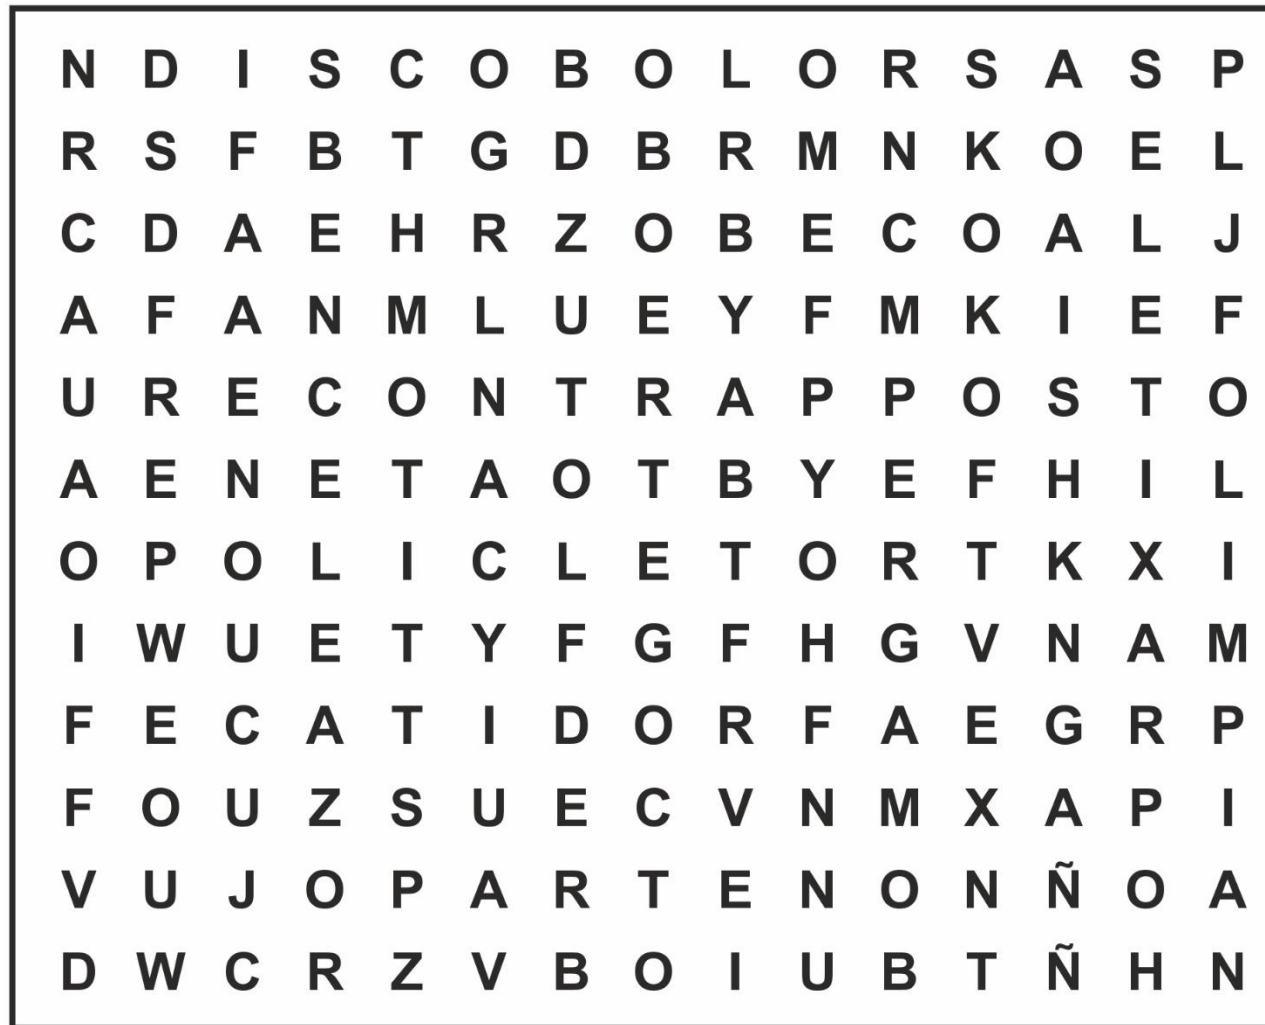 N D I S C O B O L O R S A S P
R S F B T G D B R M N K O E L
C D A E H R Z O B E C O A L J
A F A N M L U E Y F M K I E F
U R E C O N T R A P P O S T O
A E N E T A O T B Y E F H I L
O P O L I C L E T O R T K X I
I W U E T Y F G F H G V N A M
F E C A T I D O R F A E G R P
F O U Z S U E C V N M X A P I
V U J O P A R T E N O N Ñ O A
D W C R Z V B O I U B T Ñ H N